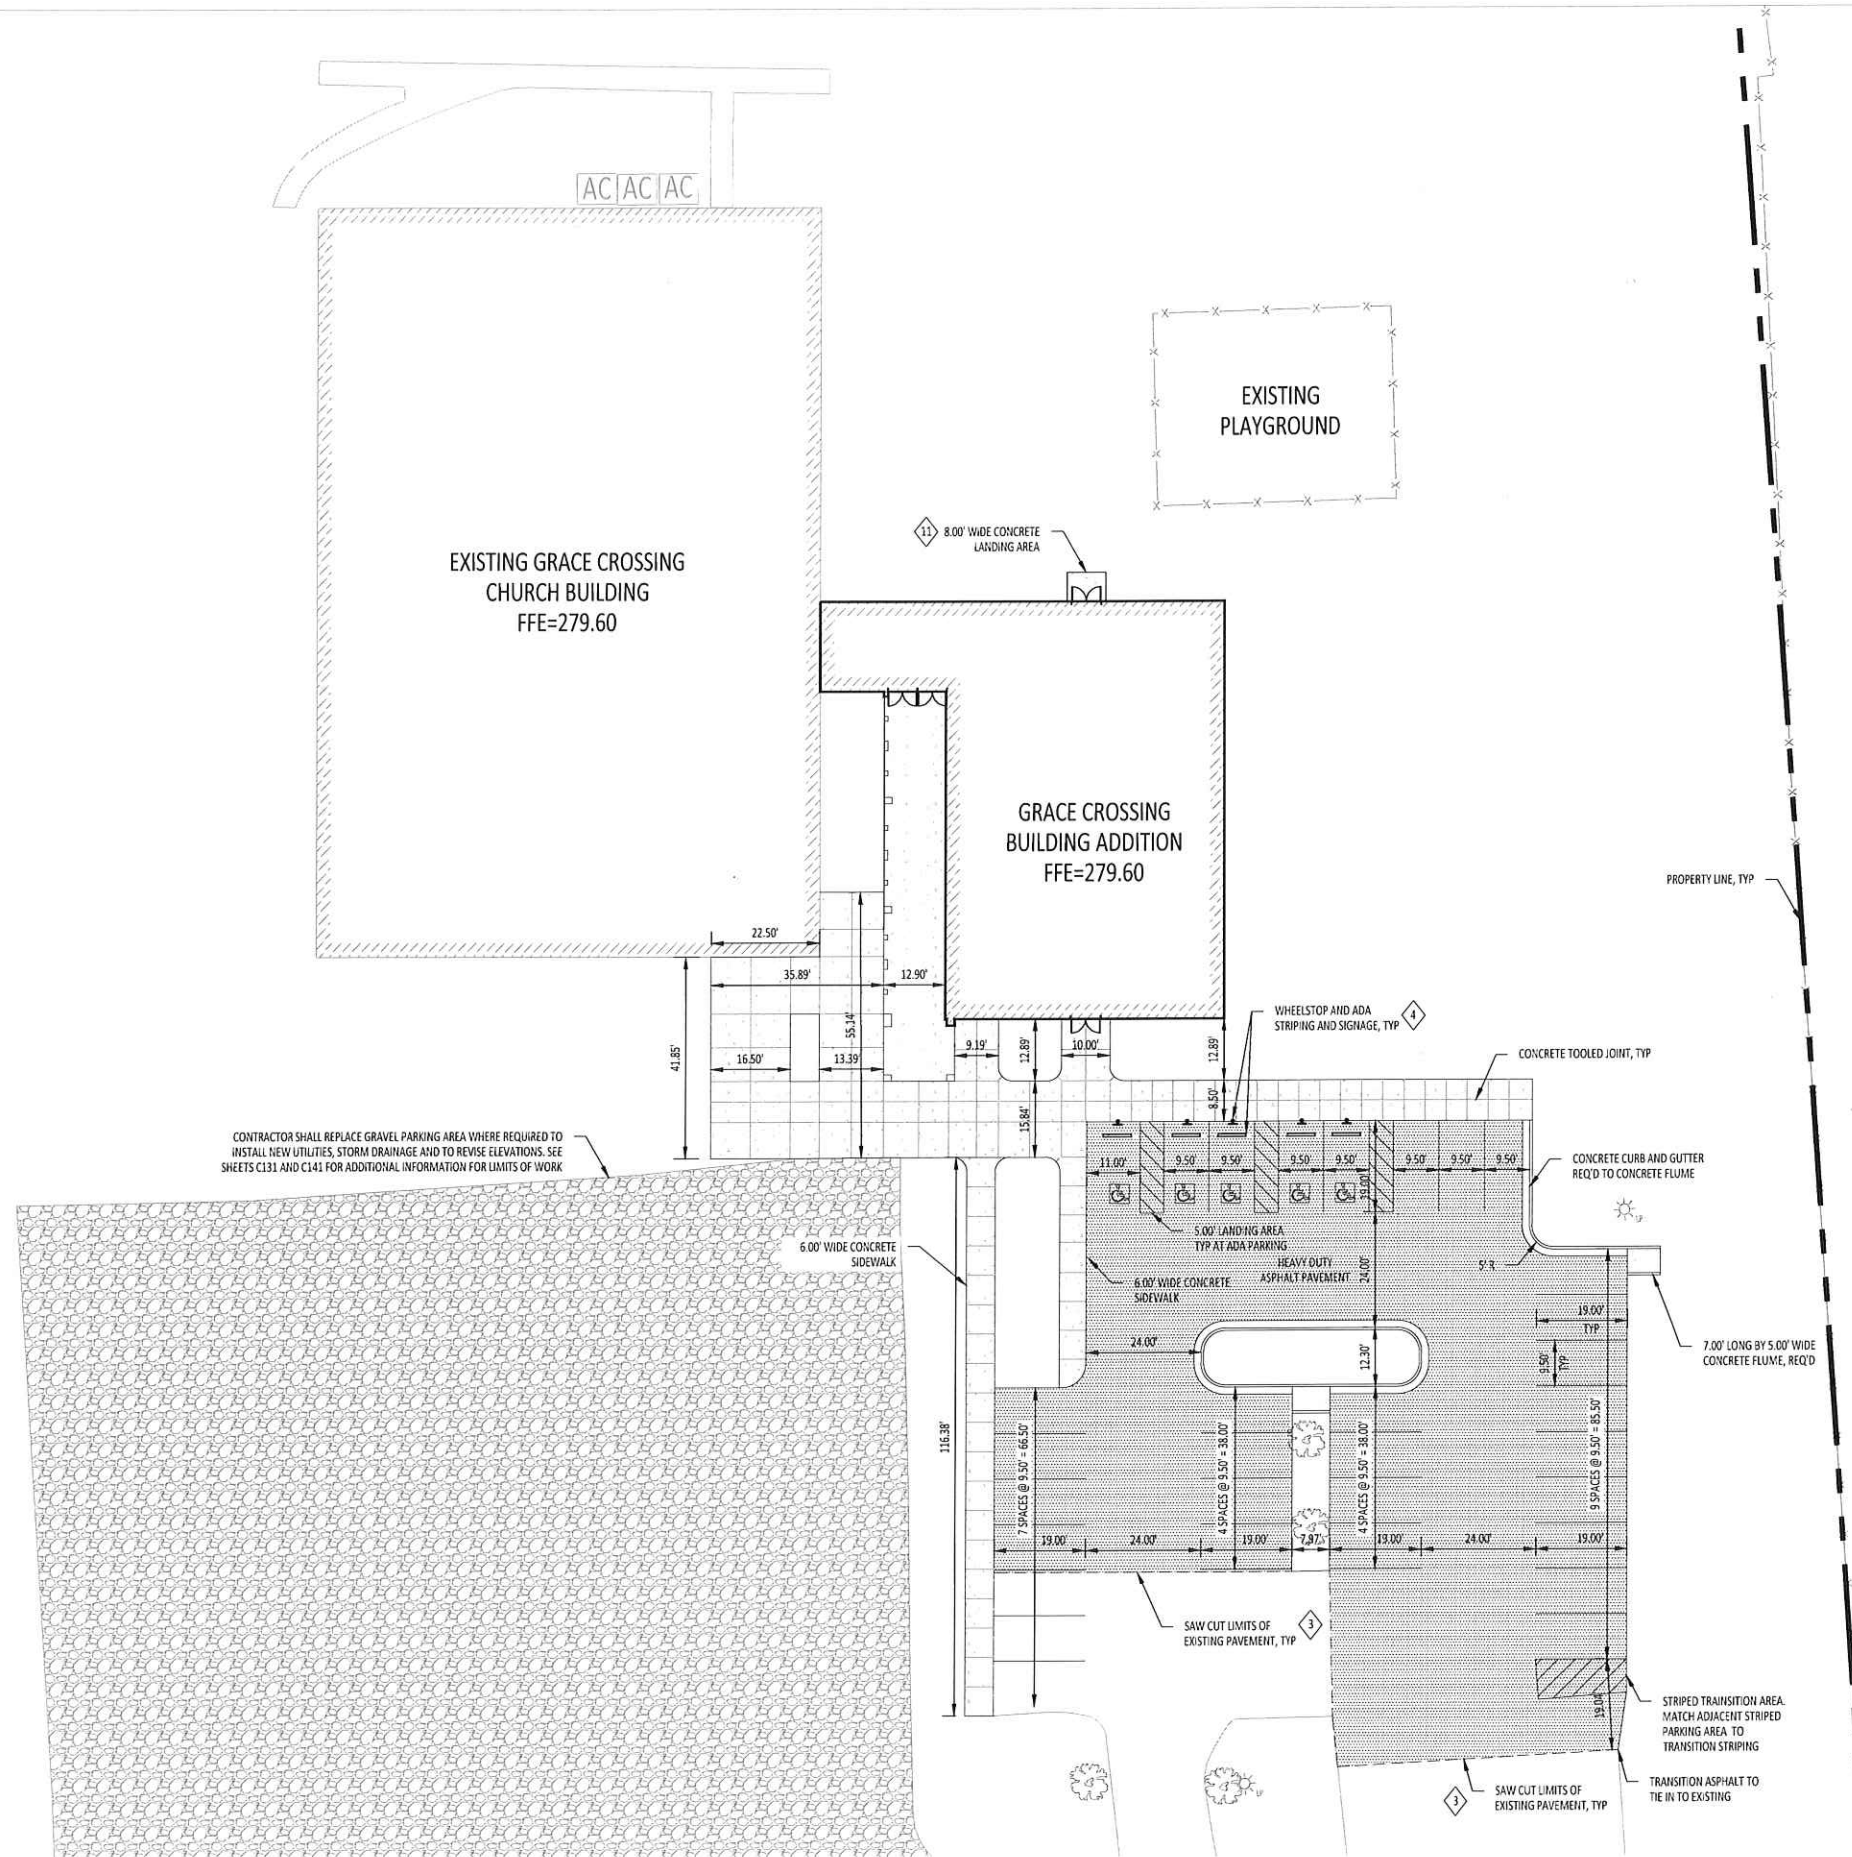 AC AC AC
EXISTING
PLAYGROUND
11 8.00' WIDE CONCRETE
LANDING AREA
EXISTING GRACE CROSSING
CHURCH BUILDING
FFE=279.60
GRACE CROSSING
BUILDING ADDITION
FFE=279.60
PROPERTY LINE, TYP
22.50'
35.89'
12.90'
55.14'
41.85'
16.50'
13.39'
9.19'
12.89'
10.00'
12.89'
8.50'
15.84'
WHEELSTOP AND ADA
STRIPING AND SIGNAGE, TYP 4
CONCRETE TOOLED JOINT, TYP
CONTRACTOR SHALL REPLACE GRAVEL PARKING AREA WHERE REQUIRED TO
INSTALL NEW UTILITIES, STORM DRAINAGE AND TO REVISE ELEVATIONS. SEE
SHEETS C131 AND C141 FOR ADDITIONAL INFORMATION FOR LIMITS OF WORK
11.00' 9.50' 9.50' 9.50 9.50' 9.50' 9.50' 9.50'
19.00'
CONCRETE CURB AND GUTTER
REQ'D TO CONCRETE FLUME
LP
5.00' LANDING AREA
TYP AT ADA PARKING
6.00' WIDE CONCRETE
SIDEWALK
HEAVY DUTY
ASPHALT PAVEMENT
24.00'
5' R
6.00' WIDE CONCRETE
SIDEWALK
19.00'
TYP
24.00'
12.30'
9.50'
TYP
7.00' LONG BY 5.00' WIDE
CONCRETE FLUME, REQ'D
116.38'
7 SPACES @ 9.50' = 66.50'
4 SPACES @ 9.50' = 38.00'
4 SPACES @ 9.50' = 38.00'
9 SPACES @ 9.50' = 85.50'
19.00' 24.00' 19.00' 7.97' 19.00' 24.00' 19.00'
SAW CUT LIMITS OF
EXISTING PAVEMENT, TYP 3
19.04'
STRIPED TRAINSITION AREA.
MATCH ADJACENT STRIPED
PARKING AREA TO
TRANSITION STRIPING
TRANSITION ASPHALT TO
TIE IN TO EXISTING
3 SAW CUT LIMITS OF
EXISTING PAVEMENT, TYP
LP